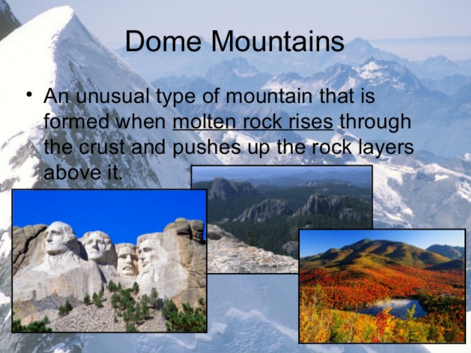 Dome Mountains
• An unusual type of mountain that is
formed when molten rock rises through
the crust and pushes up the rock layers
above it.